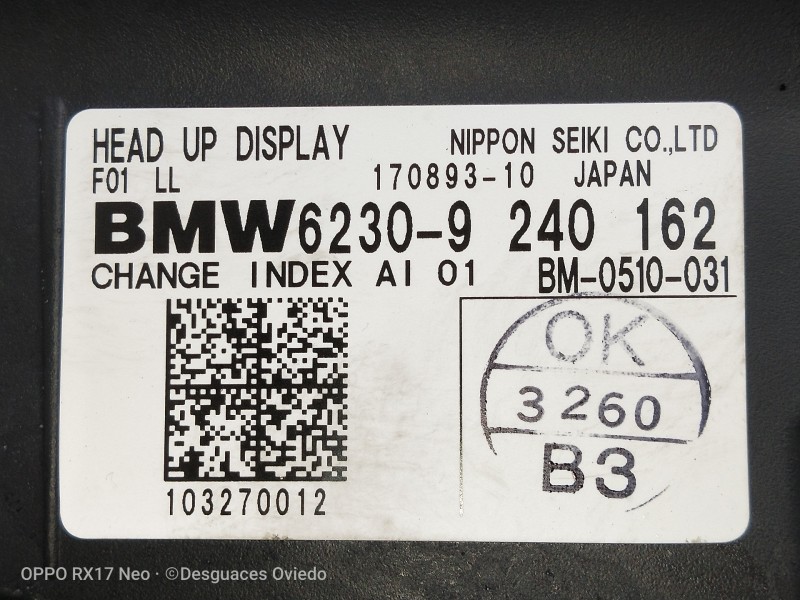 HEAD UP DISPLAY NIPPON SEIKI CO.,LTD
F01 LL 170893-10 JAPAN
BMW6230-9 240 162
CHANGE INDEX AI 01 BM-0510-031
OK
3260
B3
103270012
OPPO RX17 Neo · ©Desguaces Oviedo